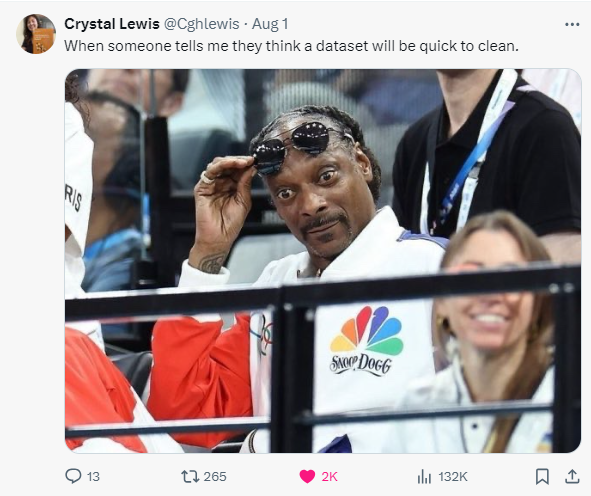 Crystal Lewis @Cghlewis · Aug 1
When someone tells me they think a dataset will be quick to clean.
RIS
SNOOP DOGG
13 265 2K 132K